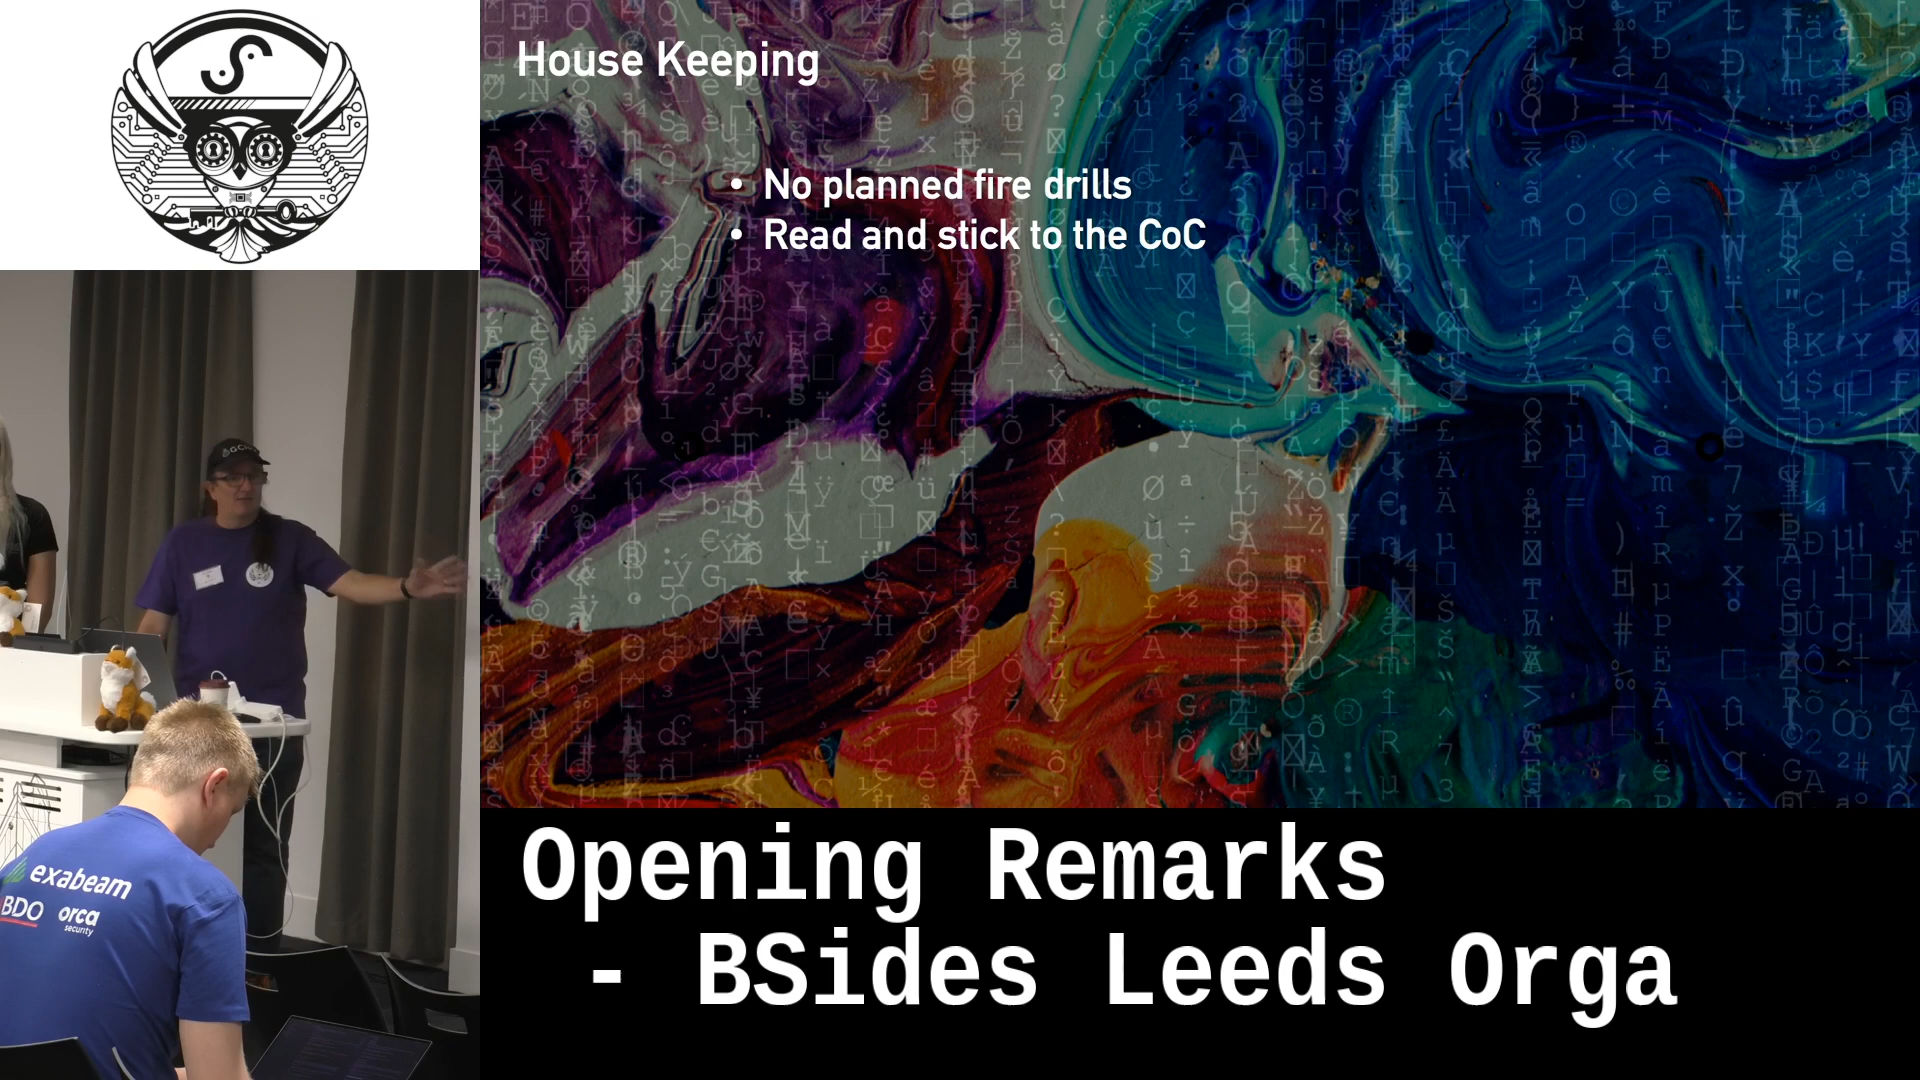 House Keeping
• No planned fire drills
• Read and stick to the CoC
exabeam
BDO
orca
security
Opening Remarks
- BSides Leeds Orga